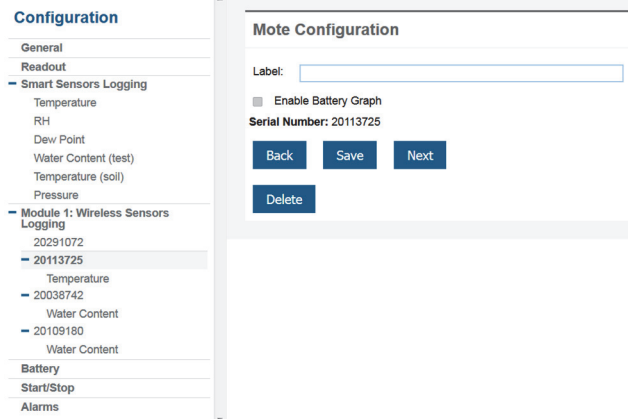 Configuration
General
Readout
Smart Sensors Logging
Temperature
RH
Dew Point
Water Content (test)
Temperature (soil)
Pressure
Module 1: Wireless Sensors
Logging
20291072
20113725
Temperature
20038742
Water Content
20109180
Water Content
Battery
Start/Stop
Alarms
Mote Configuration
Label:
Enable Battery Graph
Serial Number: 20113725
Back Save Next
Delete